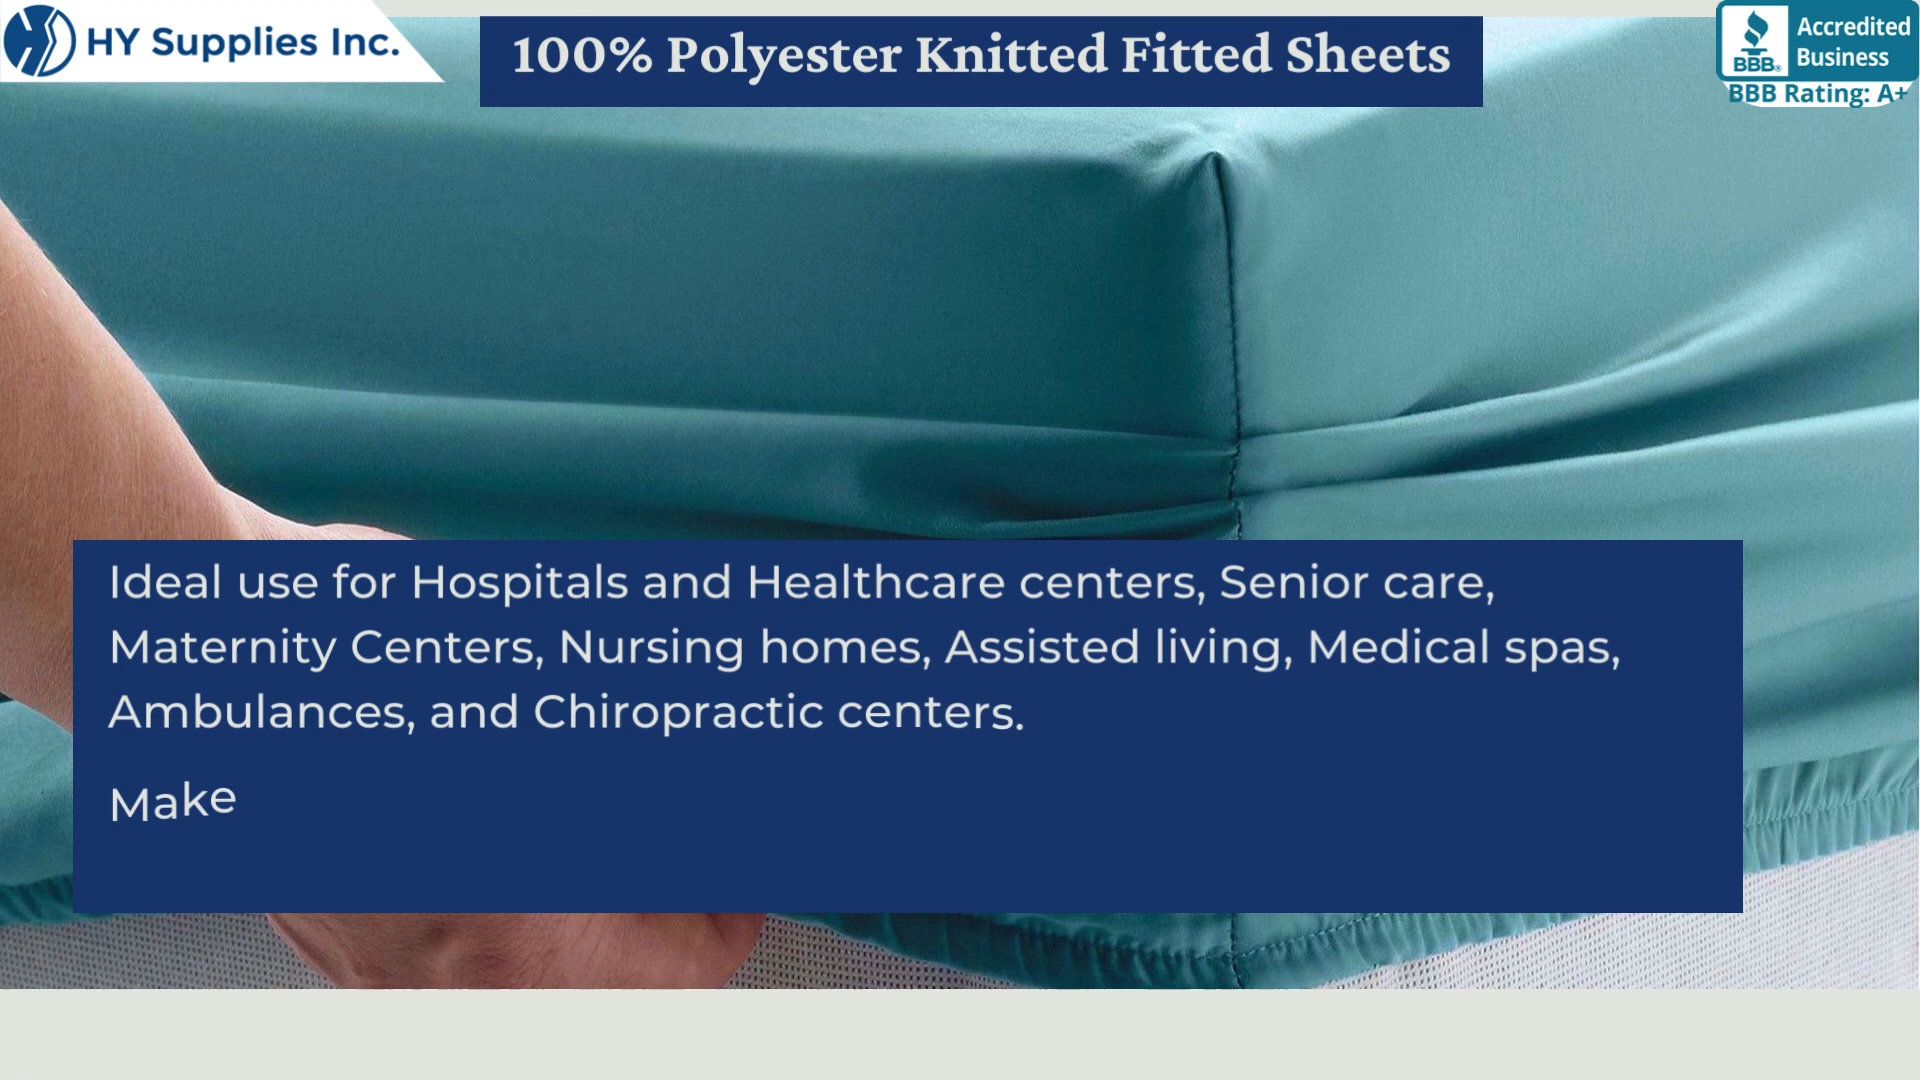 HY Supplies Inc.
100% Polyester Knitted Fitted Sheets
Accredited
Business
BBB®
BBB Rating: A+
Ideal use for Hospitals and Healthcare centers, Senior care,
Maternity Centers, Nursing homes, Assisted living, Medical spas,
Ambulances, and Chiropractic centers.
Make